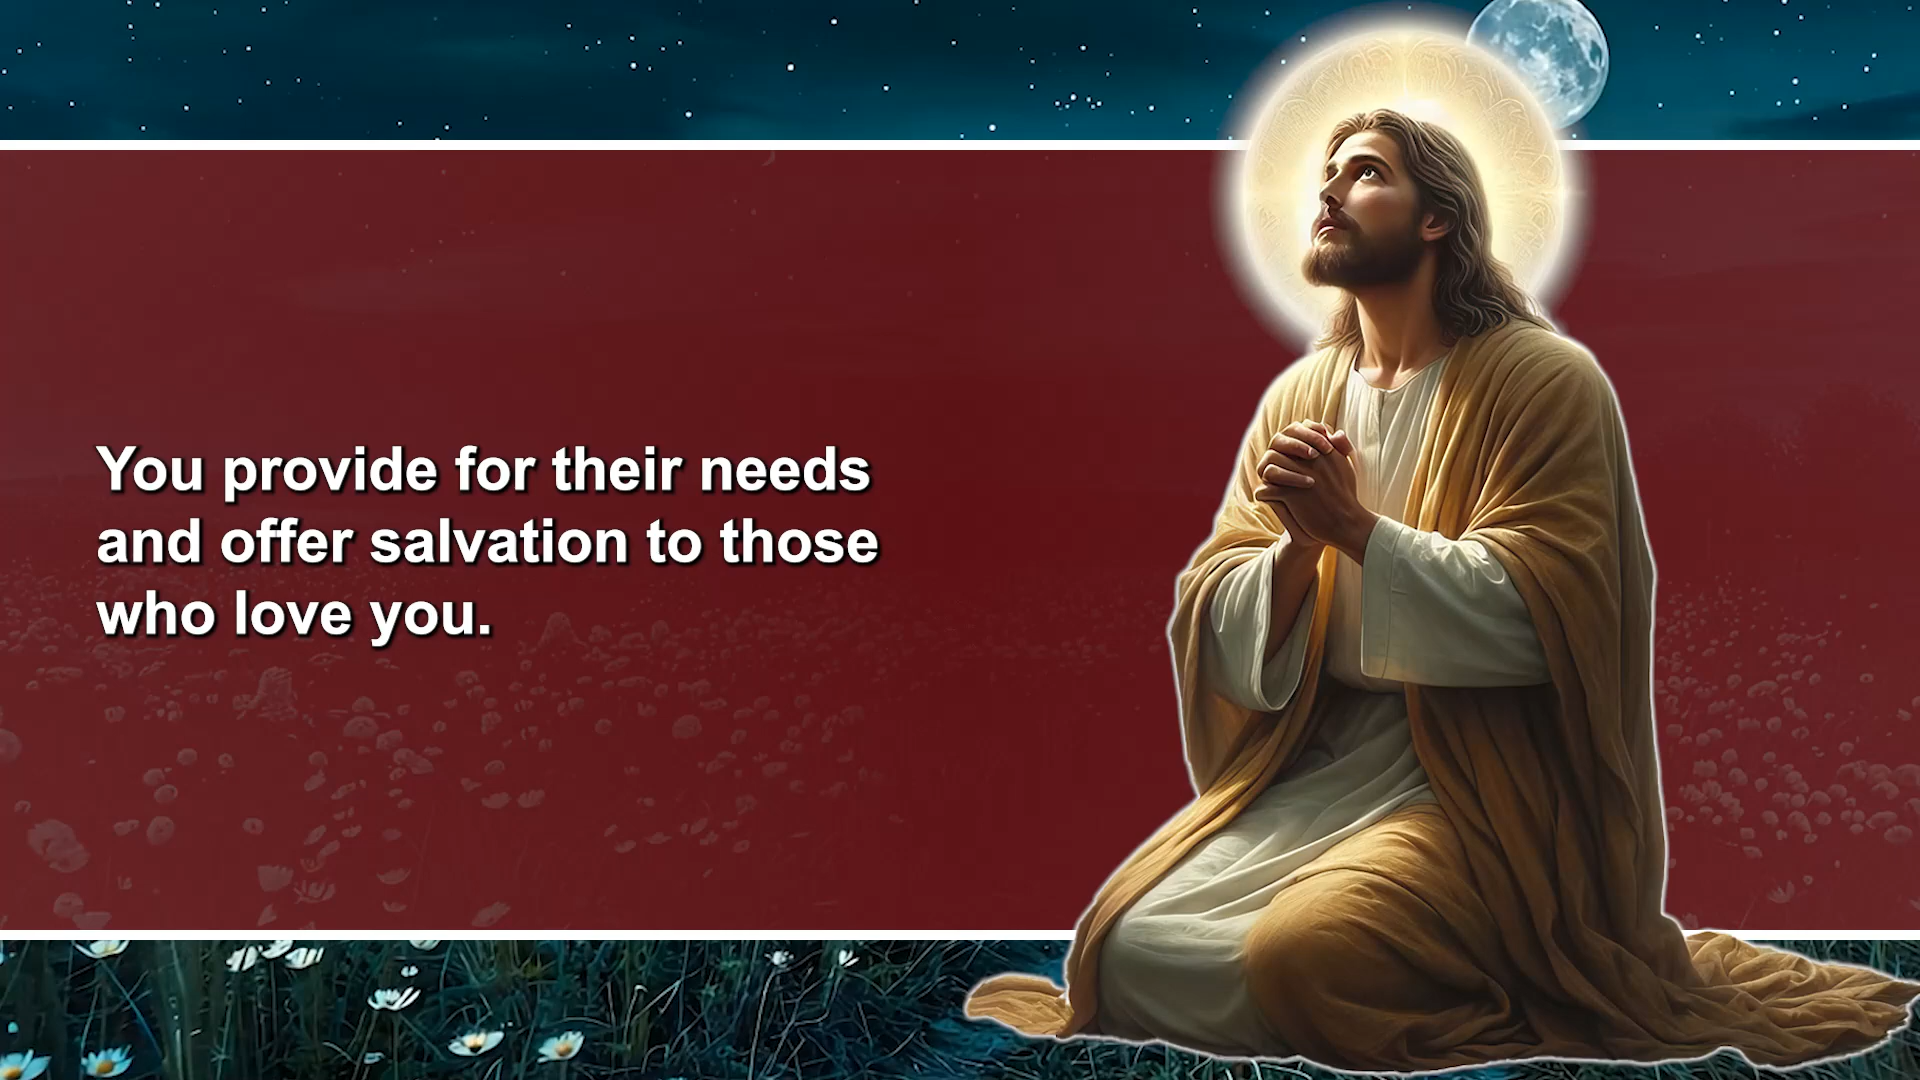 You provide for their needs
and offer salvation to those
who love you.